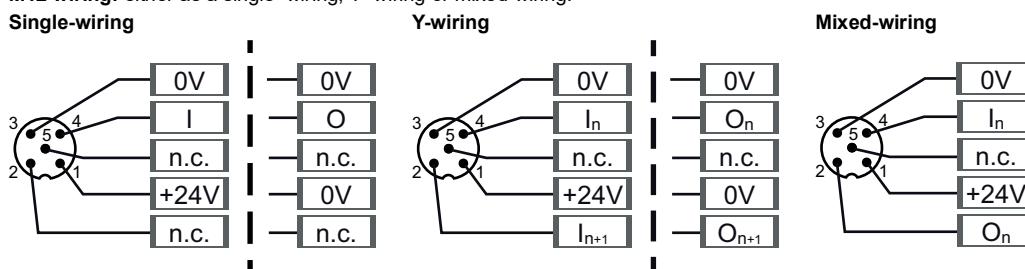 either as a single- wiring, Y- wiring or mixed-wiring.
Single-wiring
Y-wiring
Mixed-wiring
0V
0V
0V
0V
0V
3
4
5
2
1
I
O
3
4
5
2
1
In
On
3
4
5
2
1
In
n.c.
n.c.
n.c.
n.c.
n.c.
+24V
0V
+24V
0V
+24V
n.c.
n.c.
In+1
On+1
On